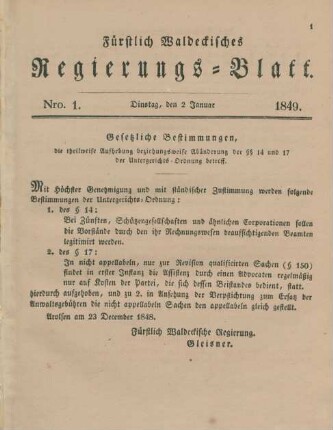 1
Fürstlich Waldeckisches
Regierungs=Blatt.
Nro. 1. Dinstag, den 2 Januar 1849.
Gesetzliche Bestimmungen,
die theilweise Aufhebung beziehungsweise Abänderung der §§ 14 und 17
der Untergerichts=Ordnung betreff.
Mit Höchster Genehmigung und mit ständischer Zustimmung werden folgende
Bestimmungen der Untergerichts=Ordnung:
1. des § 14:
Bei Zünften, Schützengesellschaften und ähnlichen Corporationen sollen
die Vorstände durch den ihr Rechnungswesen beaufsichtigenden Beamten
legitimirt werden.
2. des § 17:
In nicht appellabeln, nur zur Revision qualificirten Sachen (§ 150)
findet in erster Instanz die Assistenz durch einen Advocaten regelmäßig
nur auf Kosten der Partei, die sich dessen Beistandes bedient, statt,
hierdurch aufgehoben, und zu 2. in Ansehung der Verpflichtung zum Ersatz der
Anwaltsgebühren die nicht appellabeln Sachen den appellabeln gleich gestellt.
Arolsen am 23 December 1848.
Fürstlich Waldeckische Regierung.
Gleisner.